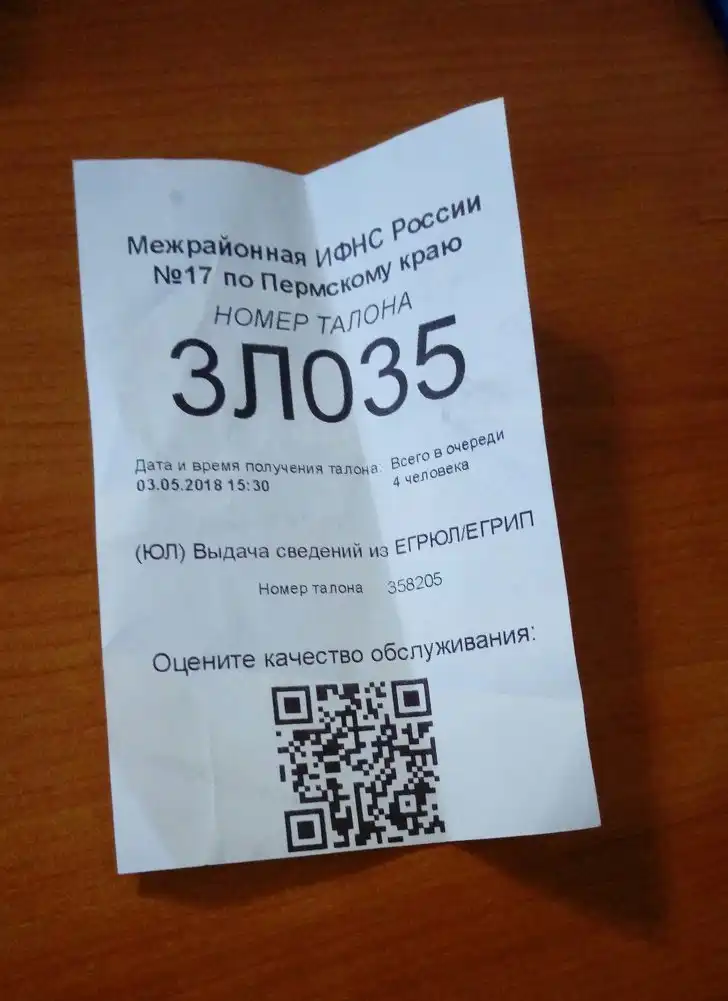 Межрайонная ИФНС России
№17 по Пермскому краю
НОМЕР ТАЛОНА
ЗЛ035
Дата и время получения талона: Всего в очереди
03.05.2018 15:30 4 человека
(ЮЛ) Выдача сведений из ЕГРЮЛ/ЕГРИП
Номер талона 358205
Оцените качество обслуживания: